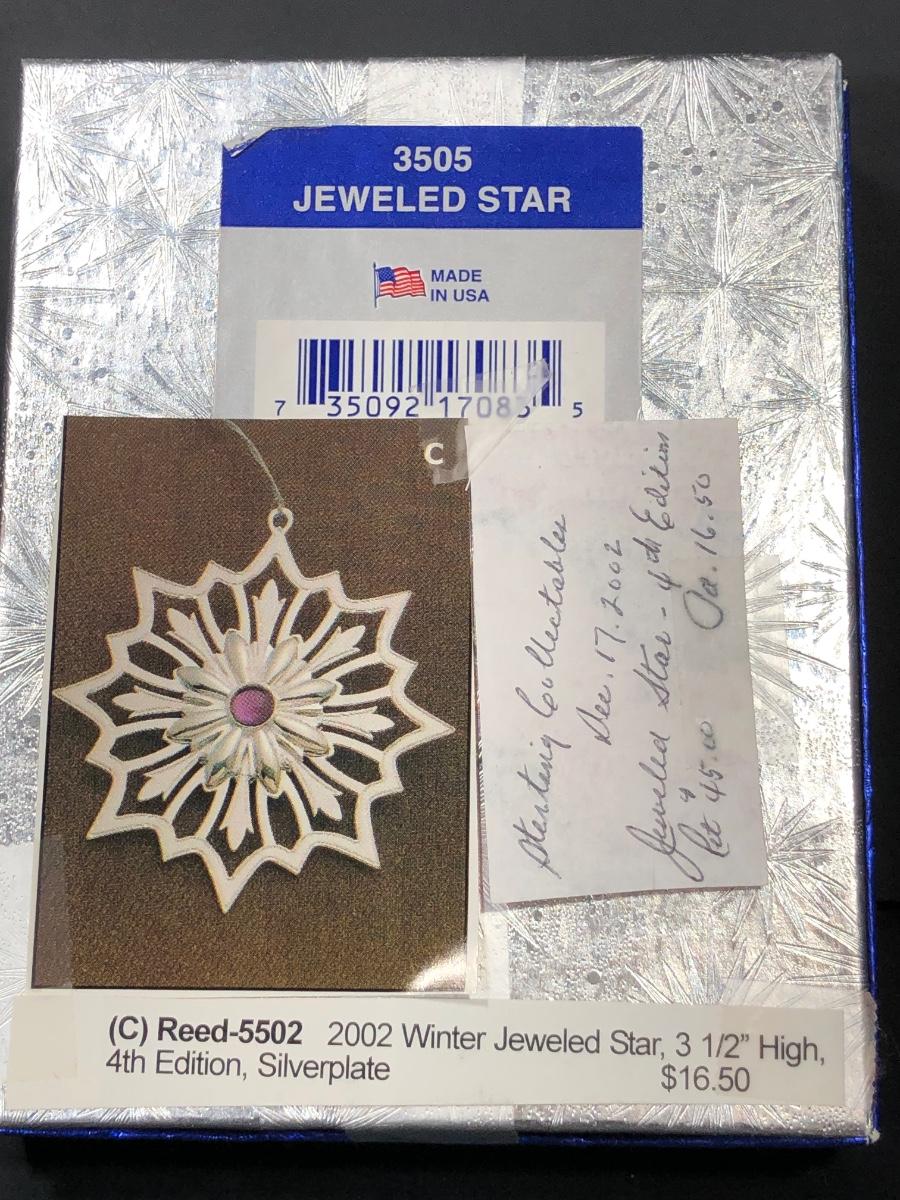 3505
JEWELED STAR
MADE
IN USA
7 35092 17083 5
C
Sterling Collectables
Dec. 17. 2002
Jeweled Star - 4th Edition
Ret 45.00 Pd. 16.50
(C) Reed-5502 2002 Winter Jeweled Star, 3 1/2” High,
4th Edition, Silverplate $16.50